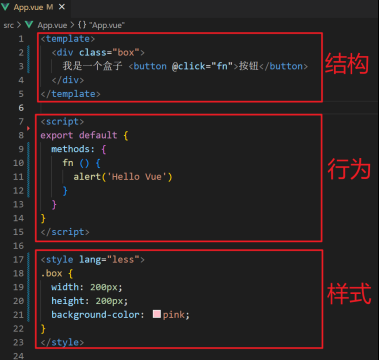 App.vue M
src > App.vue > {} "App.vue"
1 <template>
2 <div class="box">
3 我是一个盒子 <button @click="fn">按钮</button>
4 </div>
5 </template>
结构
6
7 <script>
8 export default {
9 methods: {
10 fn () {
11 alert('Hello Vue')
12 }
13 }
14 }
15 </script>
行为
16
17 <style lang="less">
18 .box {
19 width: 200px;
20 height: 200px;
21 background-color: pink;
22 }
23 </style>
样式
24